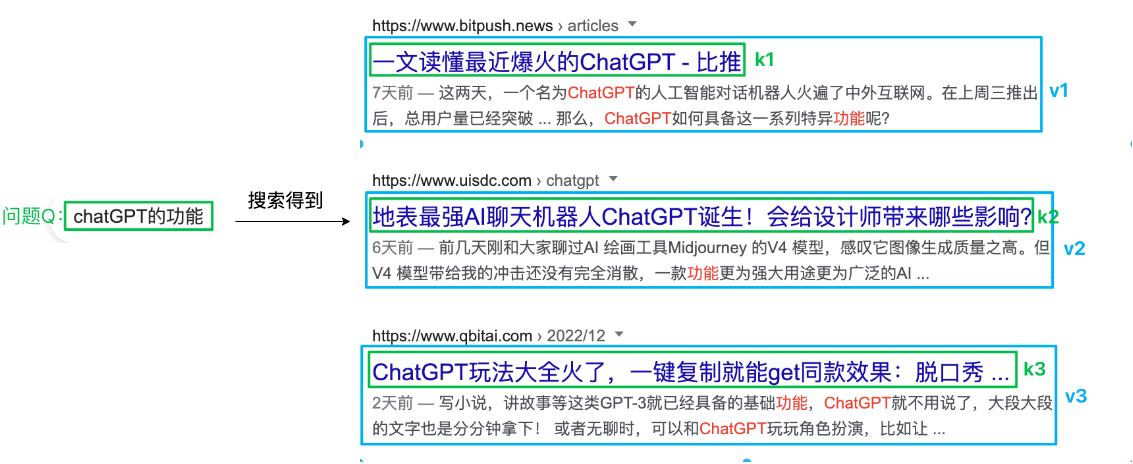 https://www.bitpush.news › articles
一文读懂最近爆火的ChatGPT - 比推 k1
7天前 — 这两天，一个名为ChatGPT的人工智能对话机器人火遍了中外互联网。在上周三推出 v1
后，总用户量已经突破 ... 那么，ChatGPT如何具备这一系列特异功能呢?
https://www.uisdc.com › chatgpt
搜索得到
问题Q: chatGPT的功能
地表最强AI聊天机器人ChatGPT诞生！会给设计师带来哪些影响? k2
6天前 — 前几天刚和大家聊过AI 绘画工具Midjourney 的V4 模型，感叹它图像生成质量之高。但 v2
V4 模型带给我的冲击还没有完全消散，一款功能更为强大用途更为广泛的AI ...
https://www.qbitai.com › 2022/12
ChatGPT玩法大全火了，一键复制就能get同款效果：脱口秀 ... k3
2天前 — 写小说，讲故事等这类GPT-3就已经具备的基础功能，ChatGPT就不用说了，大段大段 v3
的文字也是分分钟拿下！ 或者无聊时，可以和ChatGPT玩玩角色扮演，比如让 ...